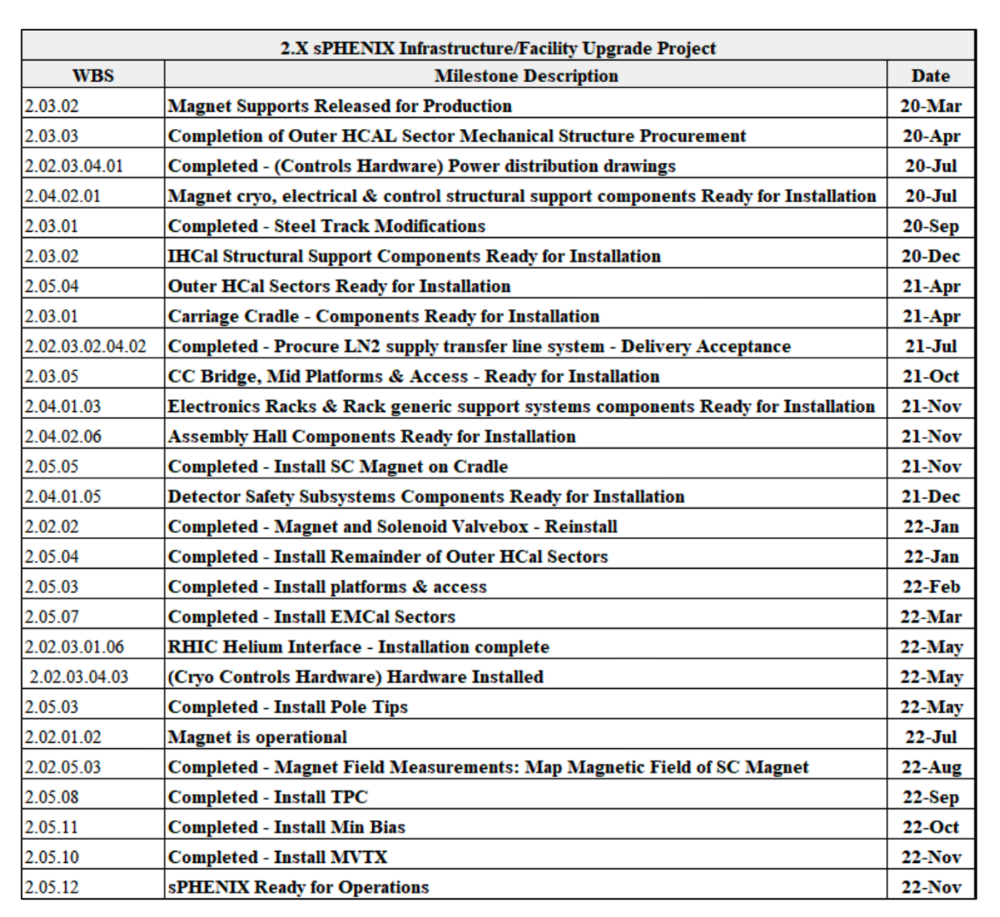 2.X sPHENIX Infrastructure/Facility Upgrade Project
WBS Milestone Description Date
2.03.02 Magnet Supports Released for Production 20-Mar
2.03.03 Completion of Outer HCAL Sector Mechanical Structure Procurement 20-Apr
2.02.03.04.01 Completed - (Controls Hardware) Power distribution drawings 20-Jul
2.04.02.01 Magnet cryo, electrical & control structural support components Ready for Installation 20-Jul
2.03.01 Completed - Steel Track Modifications 20-Sep
2.03.02 IHCal Structural Support Components Ready for Installation 20-Dec
2.05.04 Outer HCal Sectors Ready for Installation 21-Apr
2.03.01 Carriage Cradle - Components Ready for Installation 21-Apr
2.02.03.02.04.02 Completed - Procure LN2 supply transfer line system - Delivery Acceptance 21-Jul
2.03.05 CC Bridge, Mid Platforms & Access - Ready for Installation 21-Oct
2.04.01.03 Electronics Racks & Rack generic support systems components Ready for Installation 21-Nov
2.04.02.06 Assembly Hall Components Ready for Installation 21-Nov
2.05.05 Completed - Install SC Magnet on Cradle 21-Nov
2.04.01.05 Detector Safety Subsystems Components Ready for Installation 21-Dec
2.02.02 Completed - Magnet and Solenoid Valvebox - Reinstall 22-Jan
2.05.04 Completed - Install Remainder of Outer HCal Sectors 22-Jan
2.05.03 Completed - Install platforms & access 22-Feb
2.05.07 Completed - Install EMCal Sectors 22-Mar
2.02.03.01.06 RHIC Helium Interface - Installation complete 22-May
2.02.03.04.03 (Cryo Controls Hardware) Hardware Installed 22-May
2.05.03 Completed - Install Pole Tips 22-May
2.02.01.02 Magnet is operational 22-Jul
2.02.05.03 Completed - Magnet Field Measurements: Map Magnetic Field of SC Magnet 22-Aug
2.05.08 Completed - Install TPC 22-Sep
2.05.11 Completed - Install Min Bias 22-Oct
2.05.10 Completed - Install MVTX 22-Nov
2.05.12 sPHENIX Ready for Operations 22-Nov